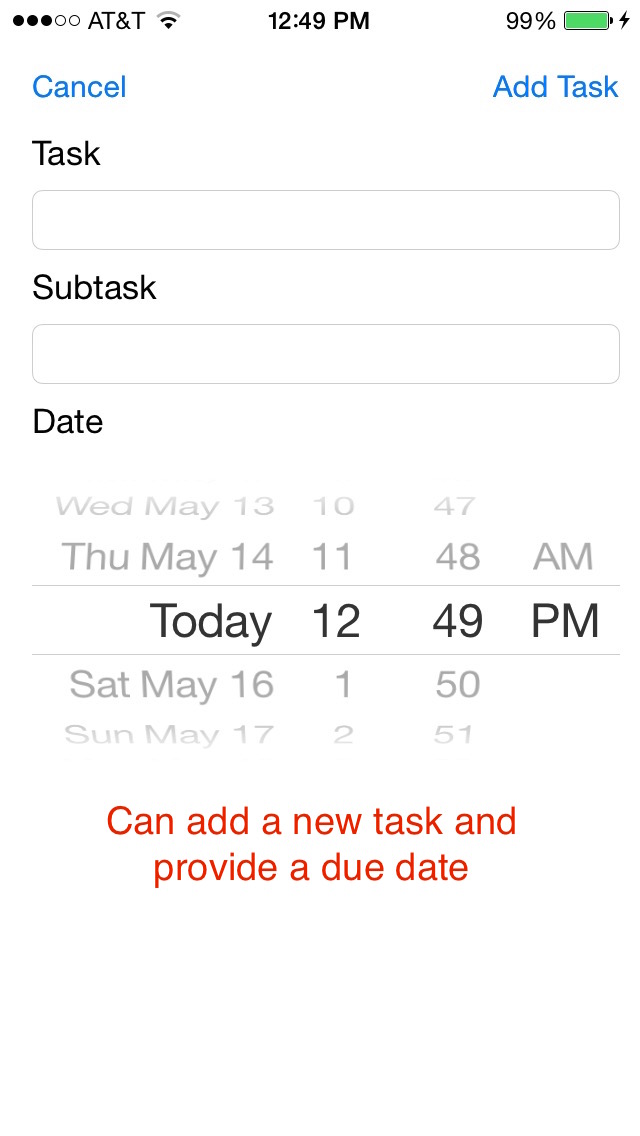 AT&T 12:49 PM 99%
Cancel Add Task
Task
Subtask
Date
Wed May 13 10 47
Thu May 14 11 48 AM
Today 12 49 PM
Sat May 16 1 50
Sun May 17 2 51
Can add a new task and
provide a due date